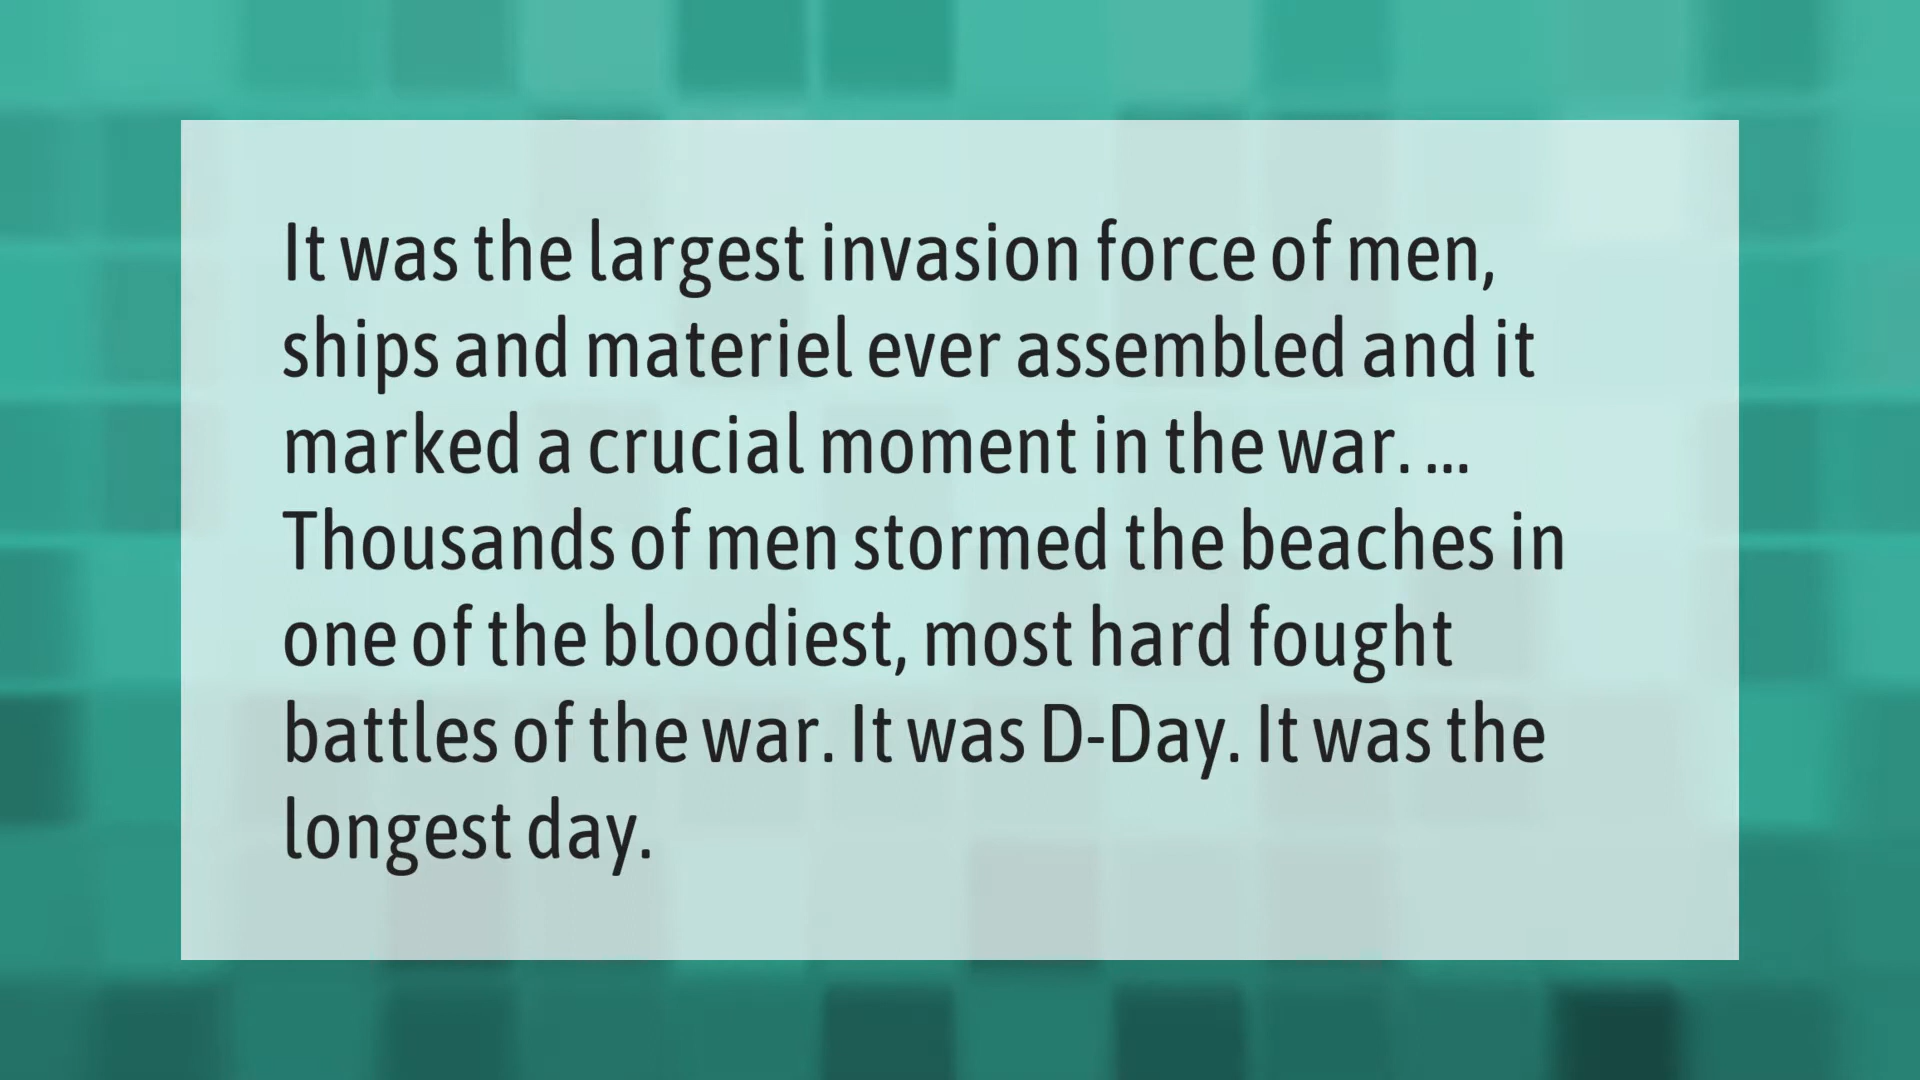 It was the largest invasion force of men,
ships and materiel ever assembled and it
marked a crucial moment in the war. ...
Thousands of men stormed the beaches in
one of the bloodiest, most hard fought
battles of the war. It was D-Day. It was the
longest day.